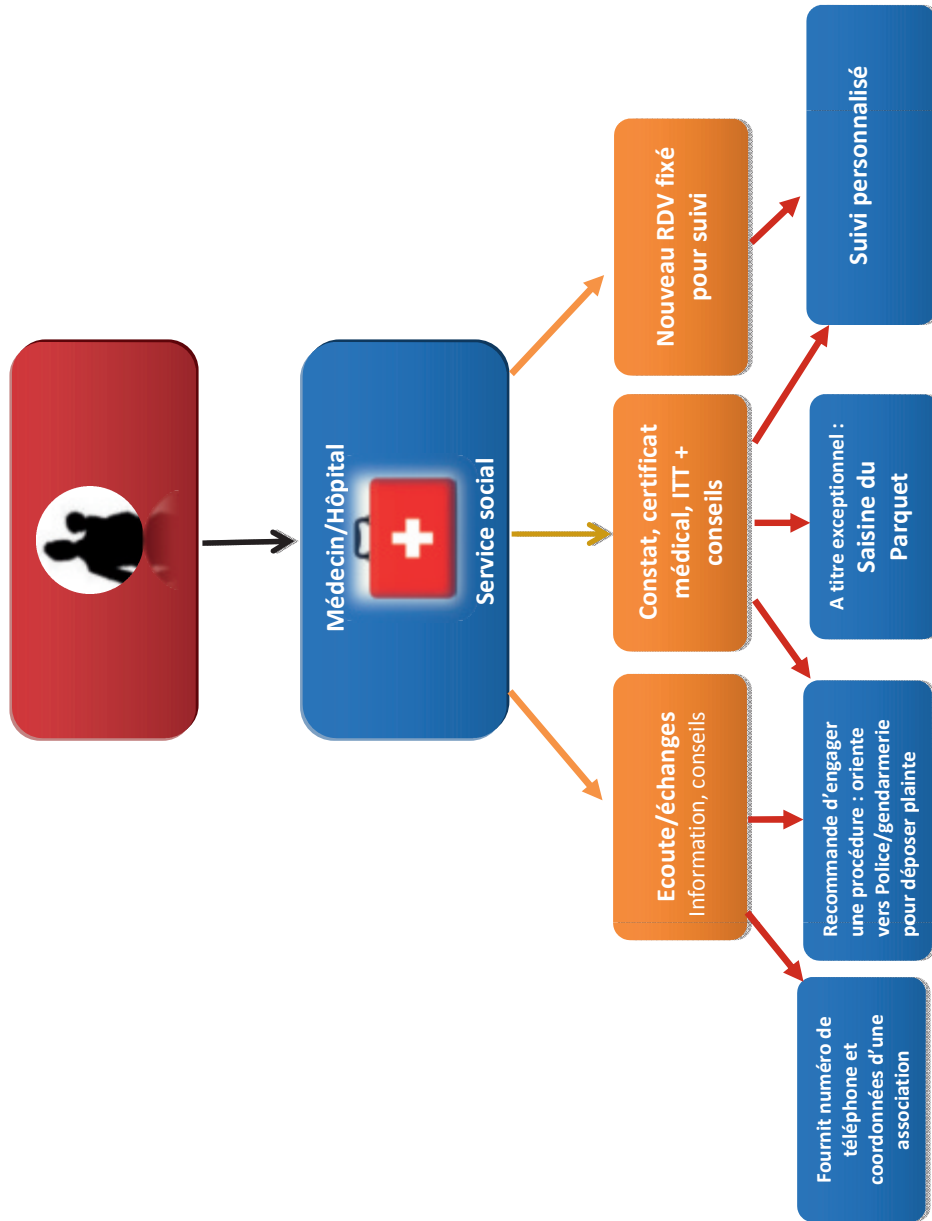 Médecin/Hôpital
Service social
Ecoute/échanges
Information, conseils
Constat, certificat
médical, ITT +
conseils
Nouveau RDV fixé
pour suivi
Fournit numéro de
téléphone et
coordonnées d’une
association
Recommande d’engager
une procédure : oriente
vers Police/gendarmerie
pour déposer plainte
A titre exceptionnel :
Saisine du
Parquet
Suivi personnalisé